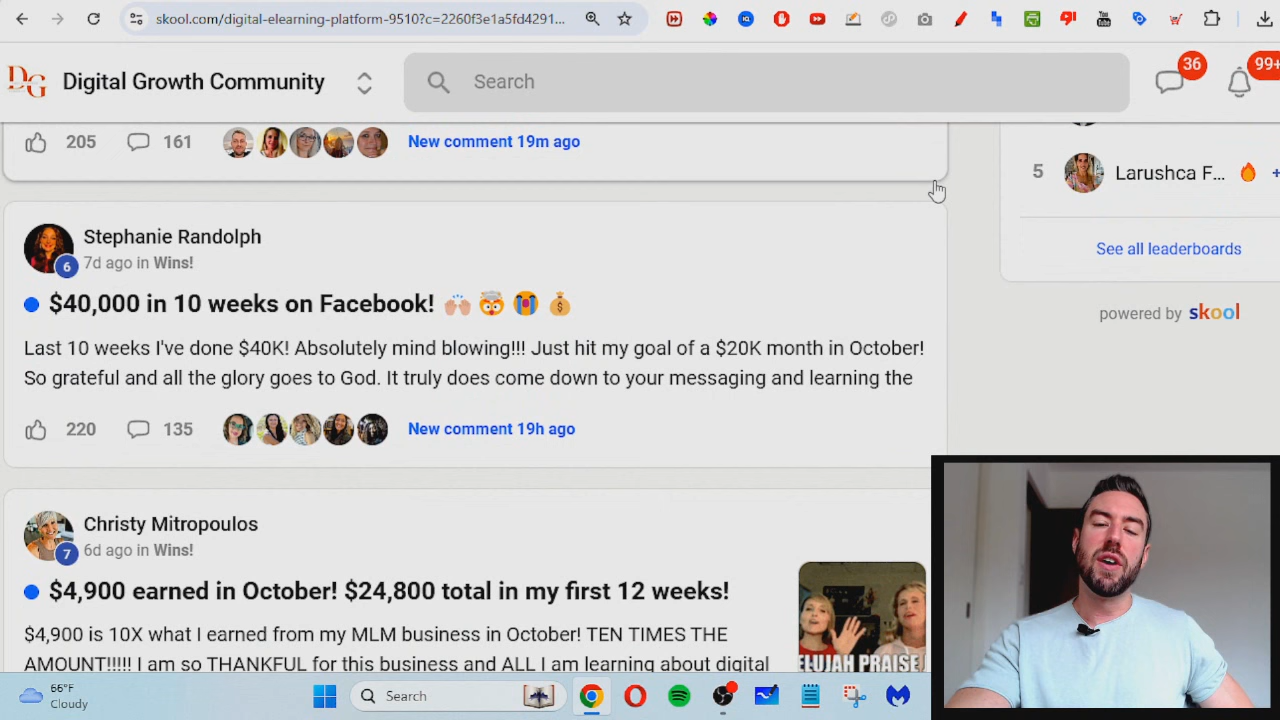 skool.com/digital-elearning-platform-9510?c=2260f3e1a5fd4291...
DG Digital Growth Community
Search
36
99+
205 161 New comment 19m ago
5 Larushca F... +
See all leaderboards
powered by skool
Stephanie Randolph
6 7d ago in Wins!
$40,000 in 10 weeks on Facebook!
Last 10 weeks I've done $40K! Absolutely mind blowing!!! Just hit my goal of a $20K month in October!
So grateful and all the glory goes to God. It truly does come down to your messaging and learning the
220 135 New comment 19h ago
Christy Mitropoulos
7 6d ago in Wins!
$4,900 earned in October! $24,800 total in my first 12 weeks!
$4,900 is 10X what I earned from my MLM business in October! TEN TIMES THE
AMOUNT!!!!! I am so THANKFUL for this business and ALL I am learning about digital
ELUJAH PRAISE
66°F
Cloudy
Search